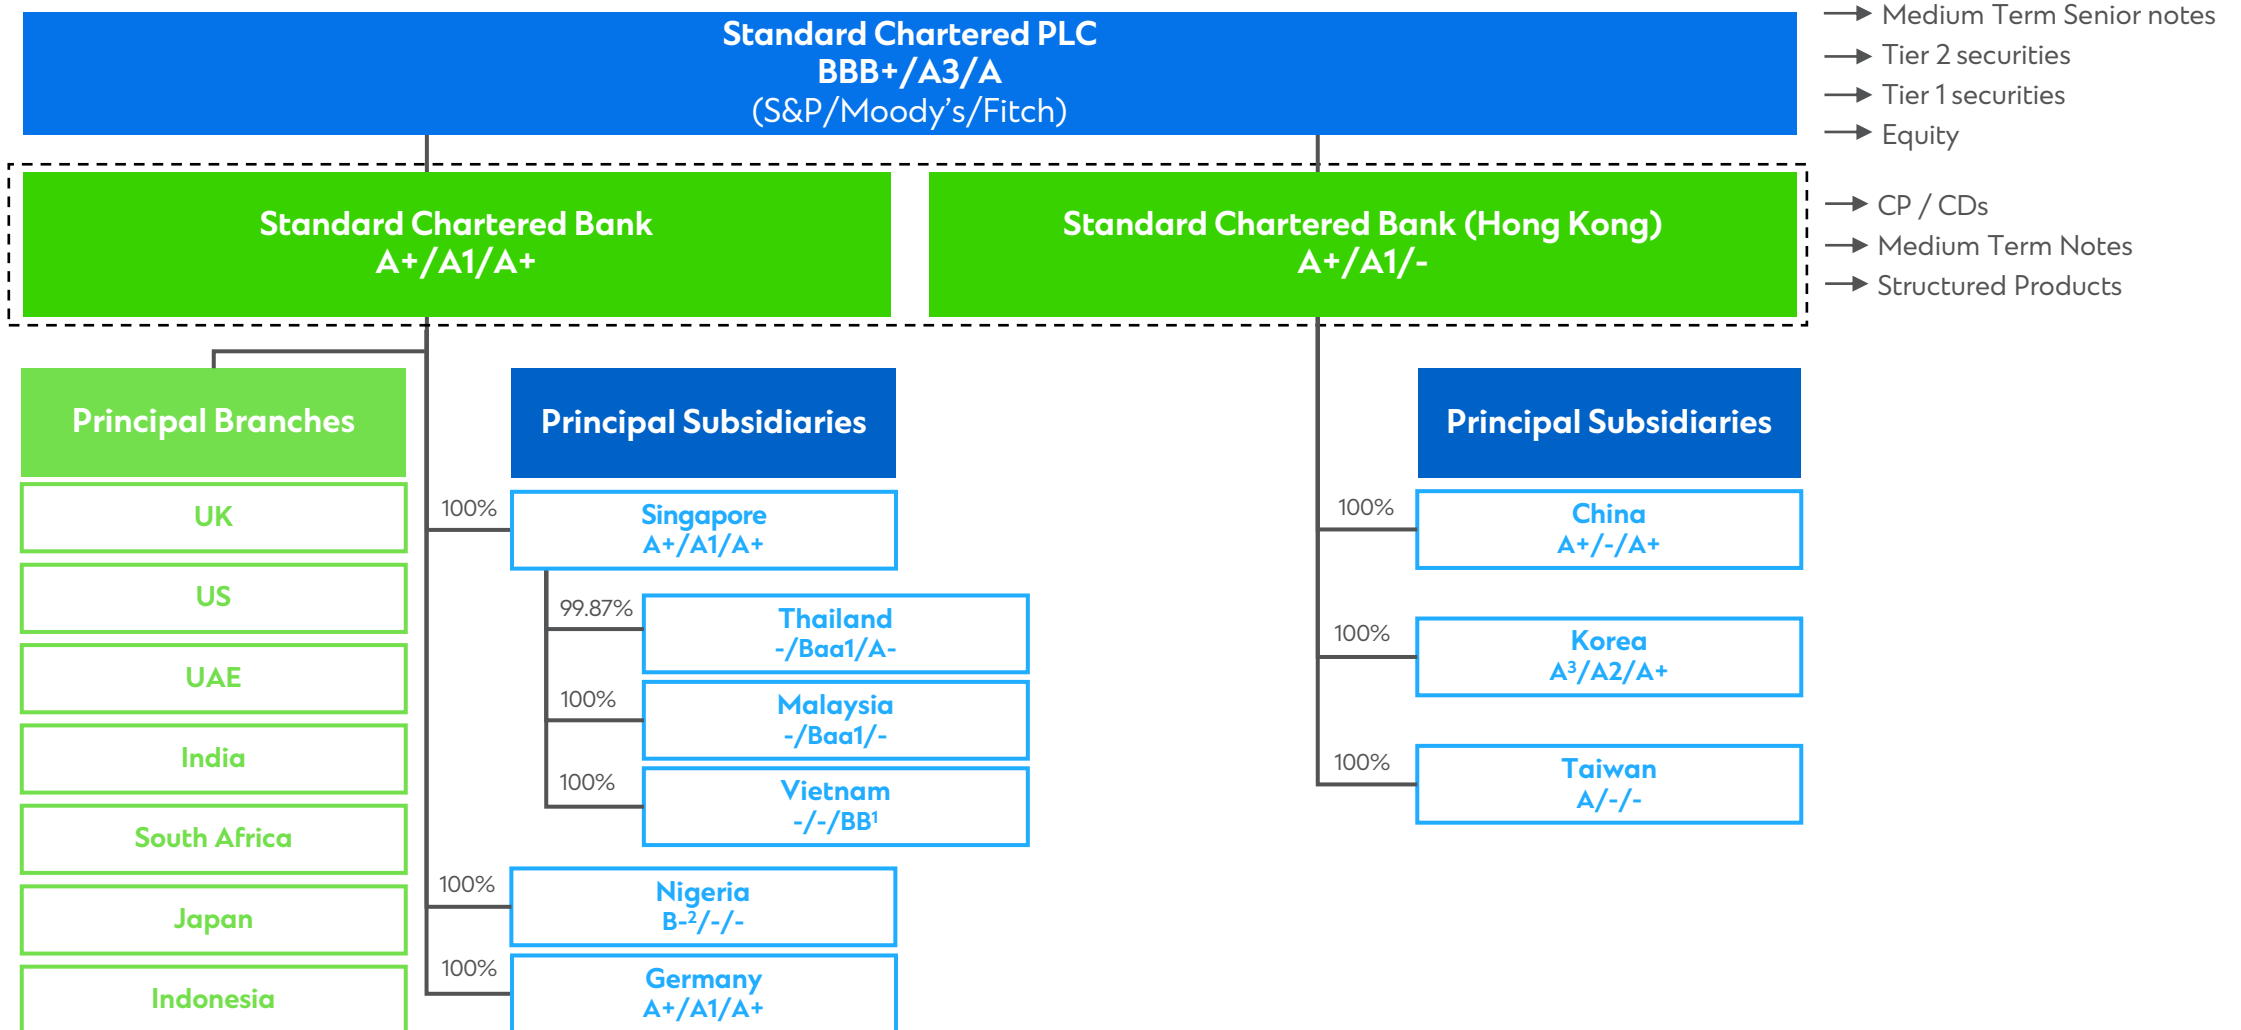 Standard Chartered PLC
BBB+/A3/A
(S&P/Moody's/Fitch)
Medium Term Senior notes
Tier 2 securities
Tier 1 securities
Equity
Standard Chartered Bank
A+/A1/A+
Standard Chartered Bank (Hong Kong)
A+/A1/-
CP / CDs
Medium Term Notes
Structured Products
Principal Branches
UK
US
UAE
India
South Africa
Japan
Indonesia
Principal Subsidiaries
100%
Singapore
A+/A1/A+
99.87%
Thailand
-/Baa1/A-
100%
Malaysia
-/Baa1/-
100%
Vietnam
-/-/BB¹
100%
Nigeria
B-²/-/-
100%
Germany
A+/A1/A+
Principal Subsidiaries
100%
China
A+/-/A+
100%
Korea
A³/A2/A+
100%
Taiwan
A/-/-